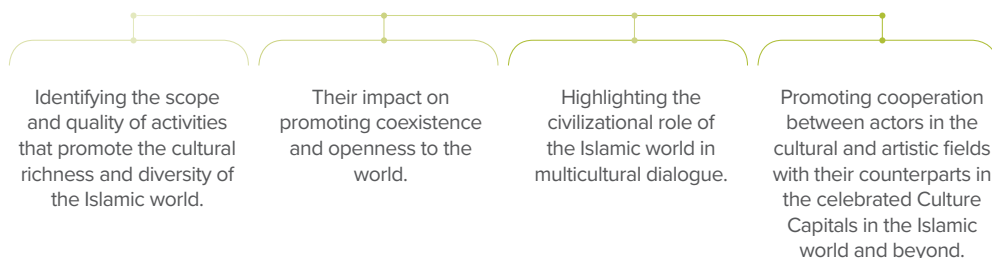 Identifying the scope
and quality of activities
that promote the cultural
richness and diversity of
the Islamic world.
Their impact on
promoting coexistence
and openness to the
world.
Highlighting the
civilizational role of
the Islamic world in
multicultural dialogue.
Promoting cooperation
between actors in the
cultural and artistic fields
with their counterparts in
the celebrated Culture
Capitals in the Islamic
world and beyond.